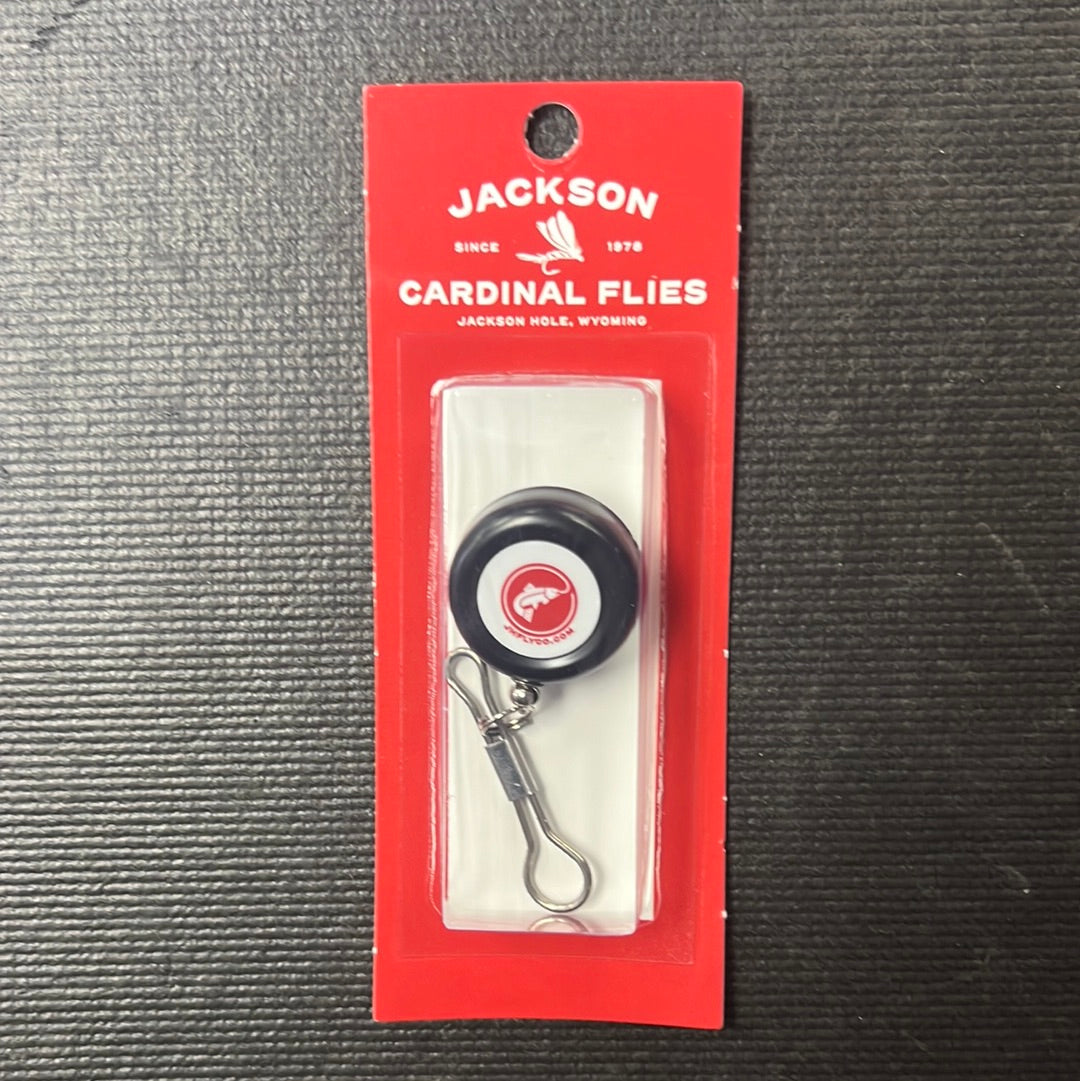 JACKSON
SINCE 1978
CARDINAL FLIES
JACKSON HOLE, WYOMING
JHFLYCO.COM